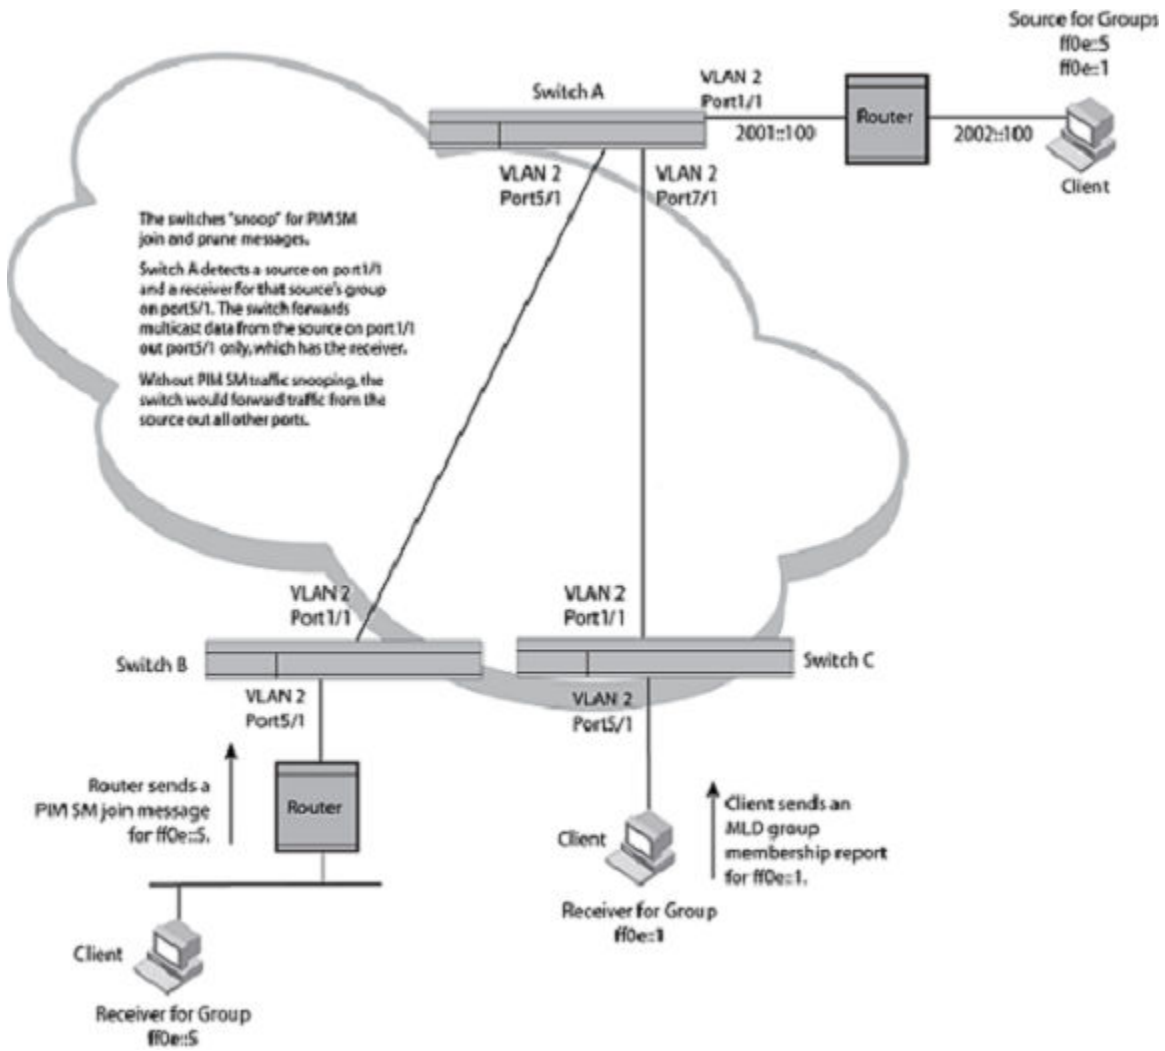 Source for Groups
ff0e::5
ff0e::1
Switch A
VLAN 2
Port1/1
2001::100
Router
2002::100
Client
VLAN 2
Port5/1
VLAN 2
Port7/1
The switches "snoop" for PIM SM
join and prune messages.
Switch A detects a source on port1/1
and a receiver for that source's group
on port5/1. The switch forwards
multicast data from the source on port1/1
out port5/1 only, which has the receiver.
Without PIM SM traffic snooping, the
switch would forward traffic from the
source out all other ports.
VLAN 2
Port1/1
VLAN 2
Port1/1
Switch B
Switch C
VLAN 2
Port5/1
VLAN 2
Port5/1
Router sends a
PIM SM join message
for ff0e::5.
Router
Client
Client sends an
MLD group
membership report
for ff0e::1.
Receiver for Group
ff0e::1
Client
Receiver for Group
ff0e::5